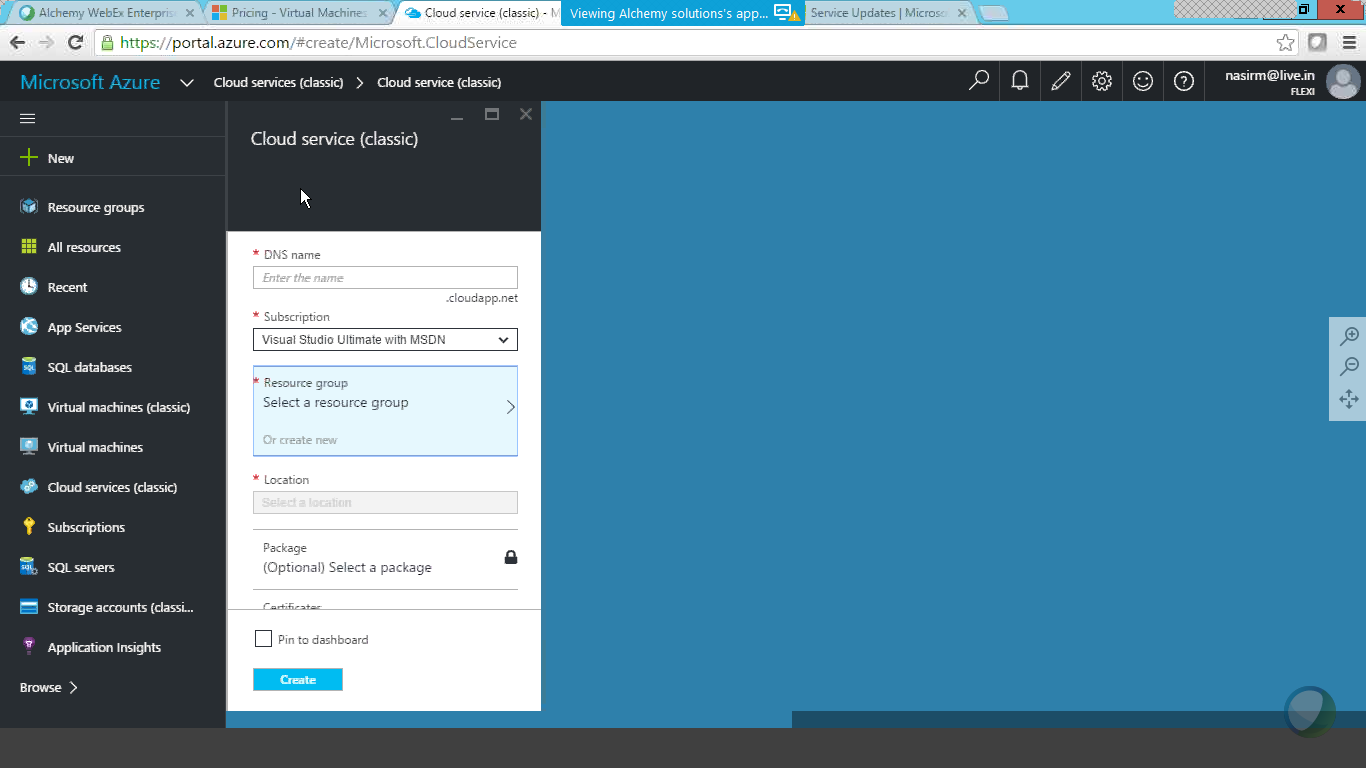 Alchemy WebEx Enterpris
Pricing - Virtual Machines
Cloud service (classic) - M
Viewing Alchemy solutions's app...
Service Updates | Microso
https://portal.azure.com/#create/Microsoft.CloudService
Microsoft Azure
Cloud services (classic)
Cloud service (classic)
nasirm@live.in
FLEXI
New
Resource groups
All resources
Recent
App Services
SQL databases
Virtual machines (classic)
Virtual machines
Cloud services (classic)
Subscriptions
SQL servers
Storage accounts (classi...
Application Insights
Browse
Cloud service (classic)
* DNS name
Enter the name
.cloudapp.net
* Subscription
Visual Studio Ultimate with MSDN
* Resource group
Select a resource group
Or create new
* Location
Select a location
Package
(Optional) Select a package
Certificates
Pin to dashboard
Create